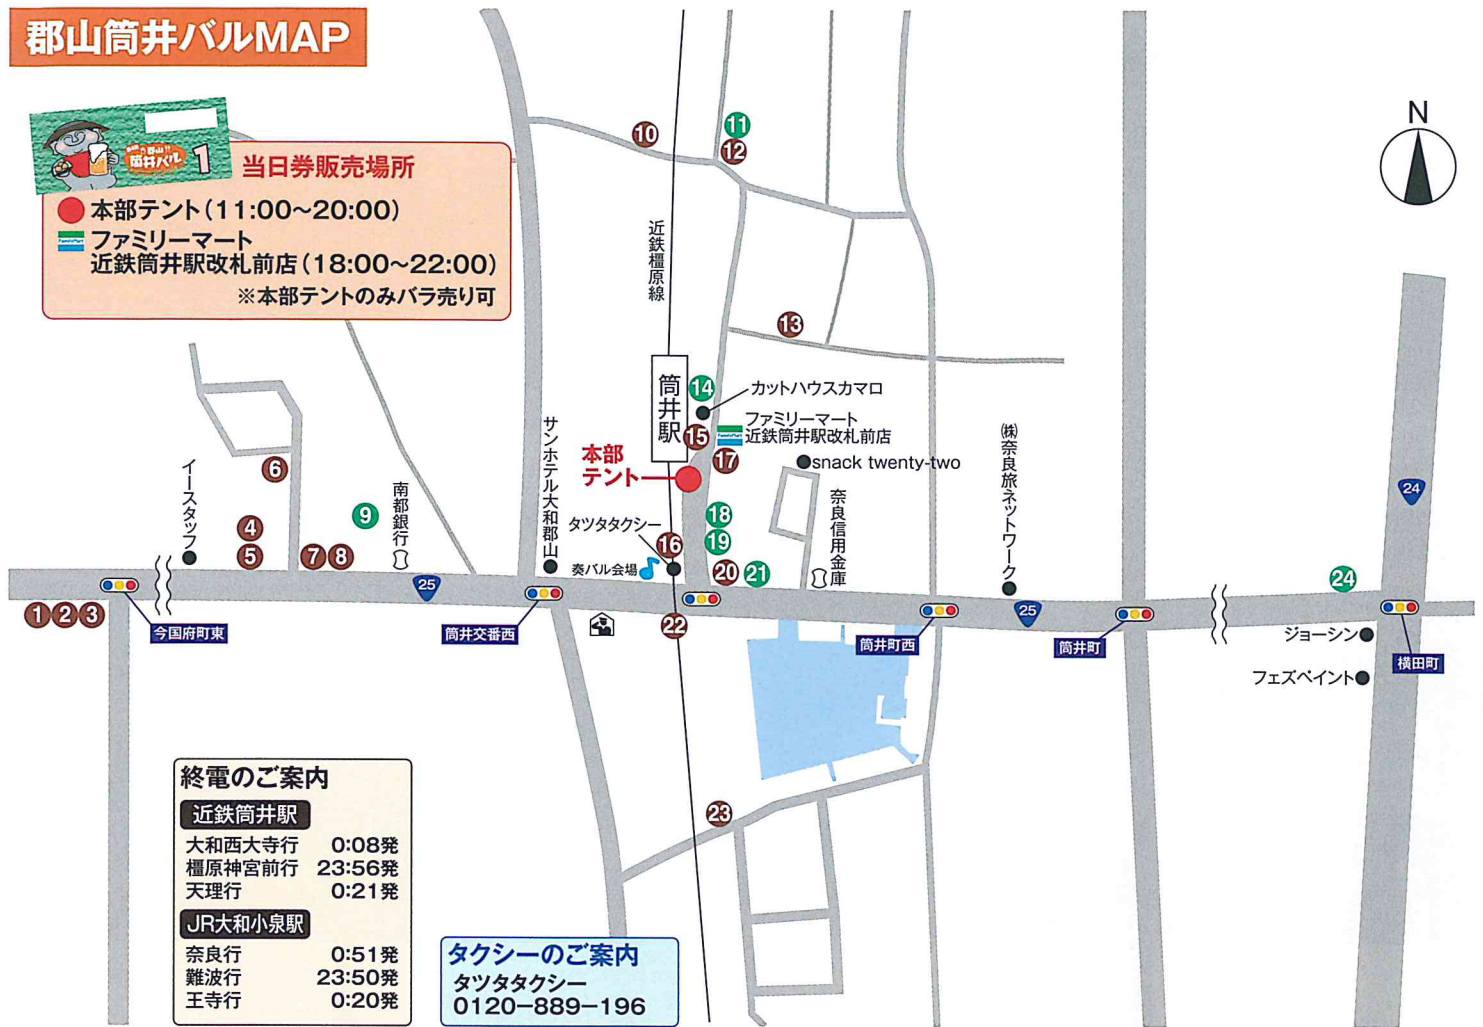 郡山筒井バルMAP
筒井バル 1
当日券販売場所
本部テント(11:00〜20:00)
FamilyMart
ファミリーマート
近鉄筒井駅改札前店(18:00〜22:00)
※本部テントのみバラ売り可
N
10
11
12
近鉄橿原線
13
筒井駅
14
カットハウスカマロ
15
FamilyMart
ファミリーマート
近鉄筒井駅改札前店
17
snack twenty-two
本部
テント
サンホテル大和郡山
㈱奈良旅ネットワーク
24
イースタッフ
6
4
5
9
南都銀行
7
8
タツタタクシー
16
奏バル会場
18
19
20
21
奈良信用金庫
24
1
2
3
25
25
今国府町東
筒井交番西
22
筒井町西
筒井町
ジョーシン
横田町
フェズペイント
23
終電のご案内
近鉄筒井駅
大和西大寺行 0:08発
橿原神宮前行 23:56発
天理行 0:21発
JR大和小泉駅
奈良行 0:51発
難波行 23:50発
王寺行 0:20発
タクシーのご案内
タツタタクシー
0120-889-196